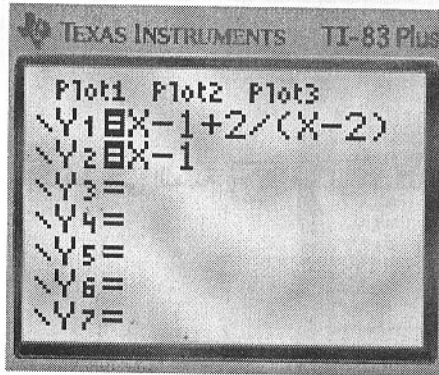 TEXAS INSTRUMENTS TI-83 Plus
Plot1 Plot2 Plot3
\Y1=X-1+2/(X-2)
\Y2=X-1
\Y3=
\Y4=
\Y5=
\Y6=
\Y7=